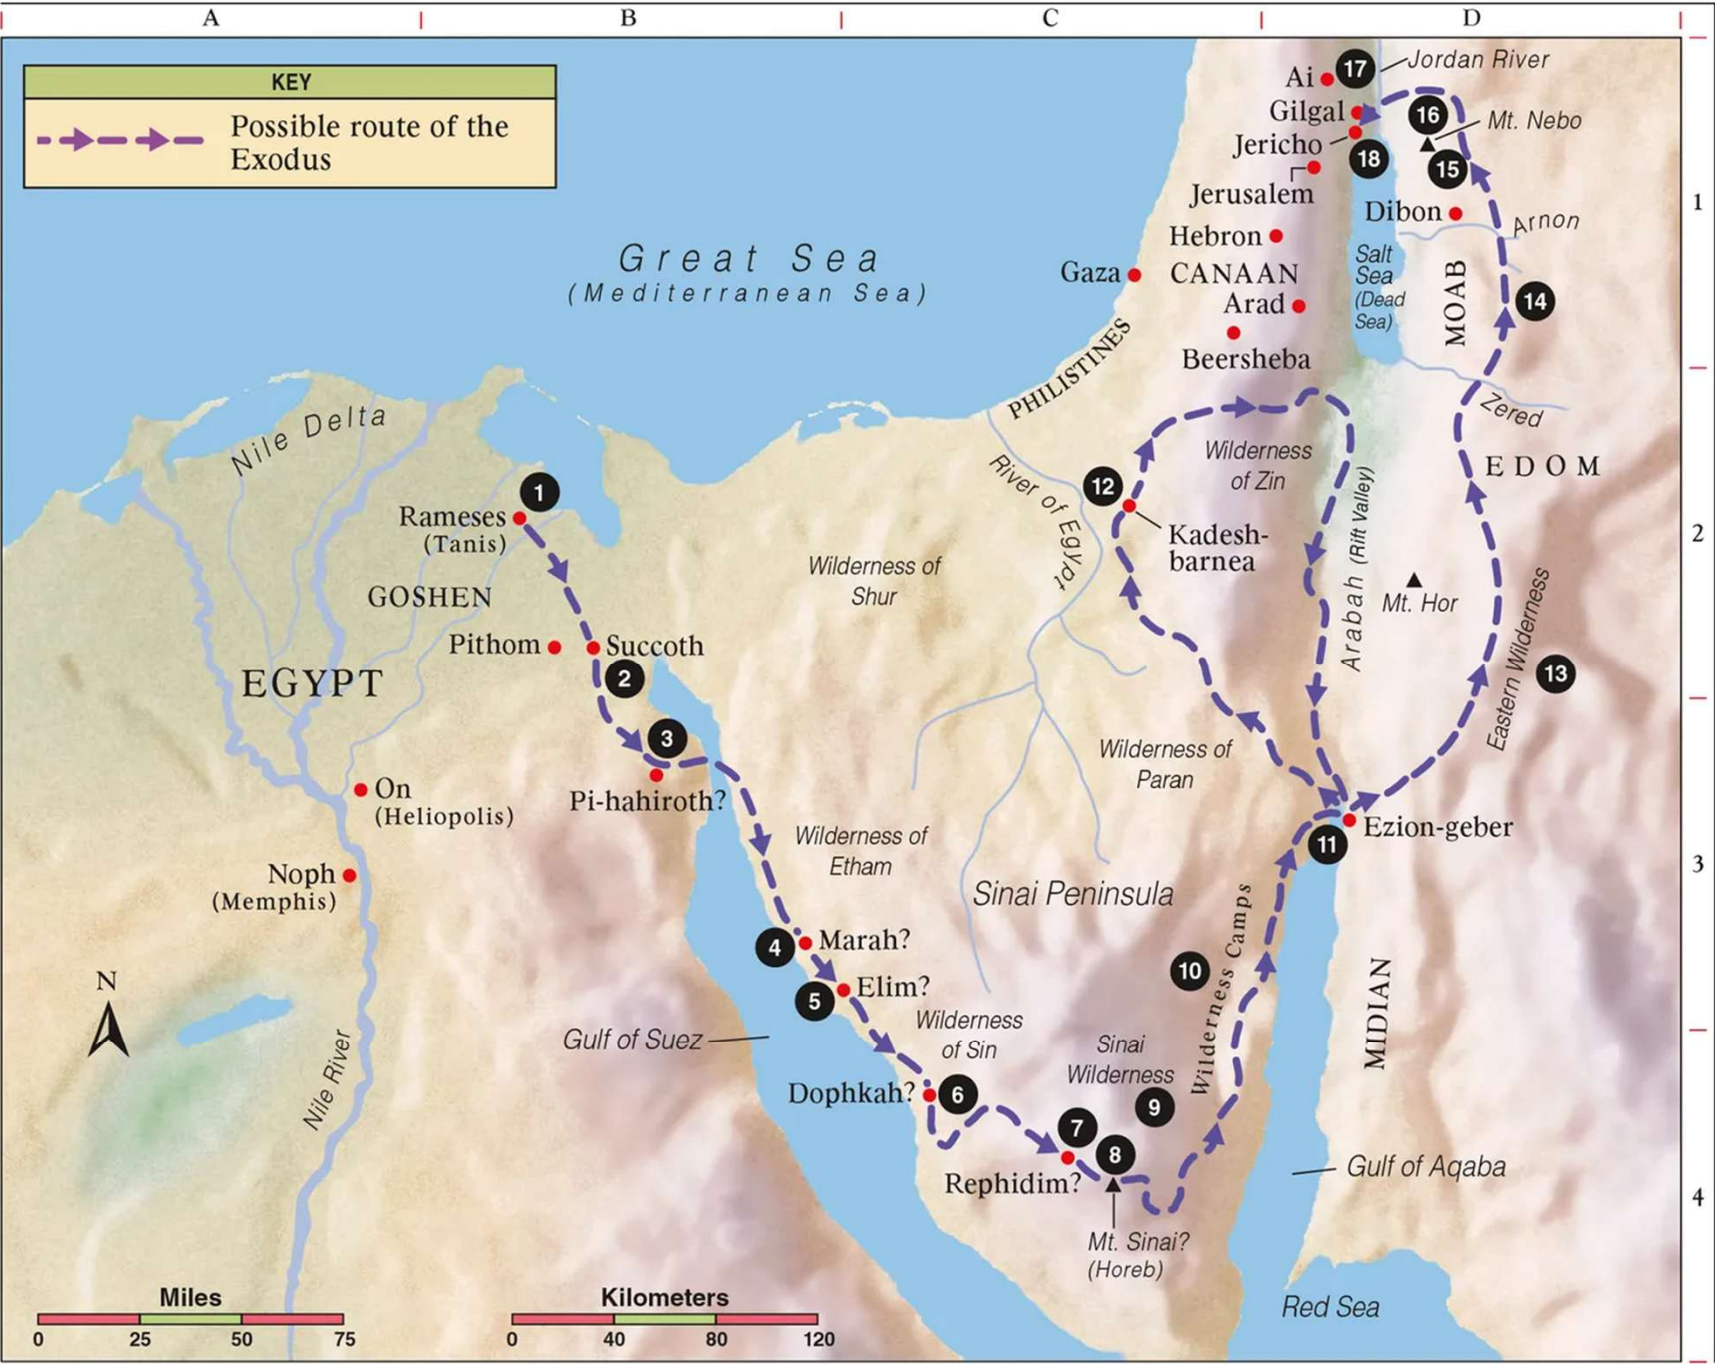 A
B
C
D
KEY
Possible route of the
Exodus
Great Sea
(Mediterranean Sea)
Ai
17
Jordan River
Gilgal
16
Mt. Nebo
Jericho
18
15
Jerusalem
1
Dibon
Arnon
Hebron
Gaza
CANAAN
Salt
Sea
(Dead
Sea)
Arad
MOAB
14
Beersheba
PHILISTINES
Zered
Nile Delta
Wilderness
of Zin
EDOM
River of Egypt
12
1
Rameses
(Tanis)
Kadesh-
barnea
2
Arabah (Rift Valley)
Wilderness of
Shur
GOSHEN
Mt. Hor
Pithom
Succoth
2
Eastern Wilderness
13
EGYPT
3
Wilderness of
Paran
On
(Heliopolis)
Pi-hahiroth?
Ezion-geber
11
Wilderness of
Etham
3
Noph
(Memphis)
Sinai Peninsula
4
Marah?
Wilderness Camps
10
N
5
Elim?
MIDIAN
Wilderness
of Sin
Gulf of Suez
Sinai
Wilderness
Nile River
Dophkah?
6
9
7
8
Rephidim?
Gulf of Aqaba
4
Mt. Sinai?
(Horeb)
Miles
0 25 50 75
Kilometers
0 40 80 120
Red Sea